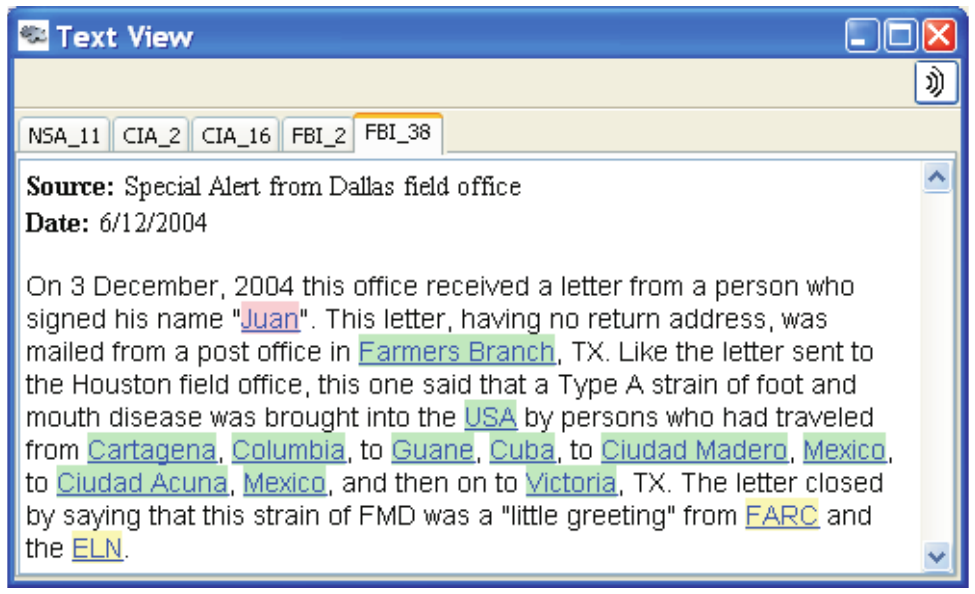 Text View
NSA_11 CIA_2 CIA_16 FBI_2 FBI_38
Source: Special Alert from Dallas field office
Date: 6/12/2004
On 3 December, 2004 this office received a letter from a person who
signed his name "Juan". This letter, having no return address, was
mailed from a post office in Farmers Branch, TX. Like the letter sent to
the Houston field office, this one said that a Type A strain of foot and
mouth disease was brought into the USA by persons who had traveled
from Cartagena, Columbia, to Guane, Cuba, to Ciudad Madero, Mexico,
to Ciudad Acuna, Mexico, and then on to Victoria, TX. The letter closed
by saying that this strain of FMD was a "little greeting" from FARC and
the ELN.